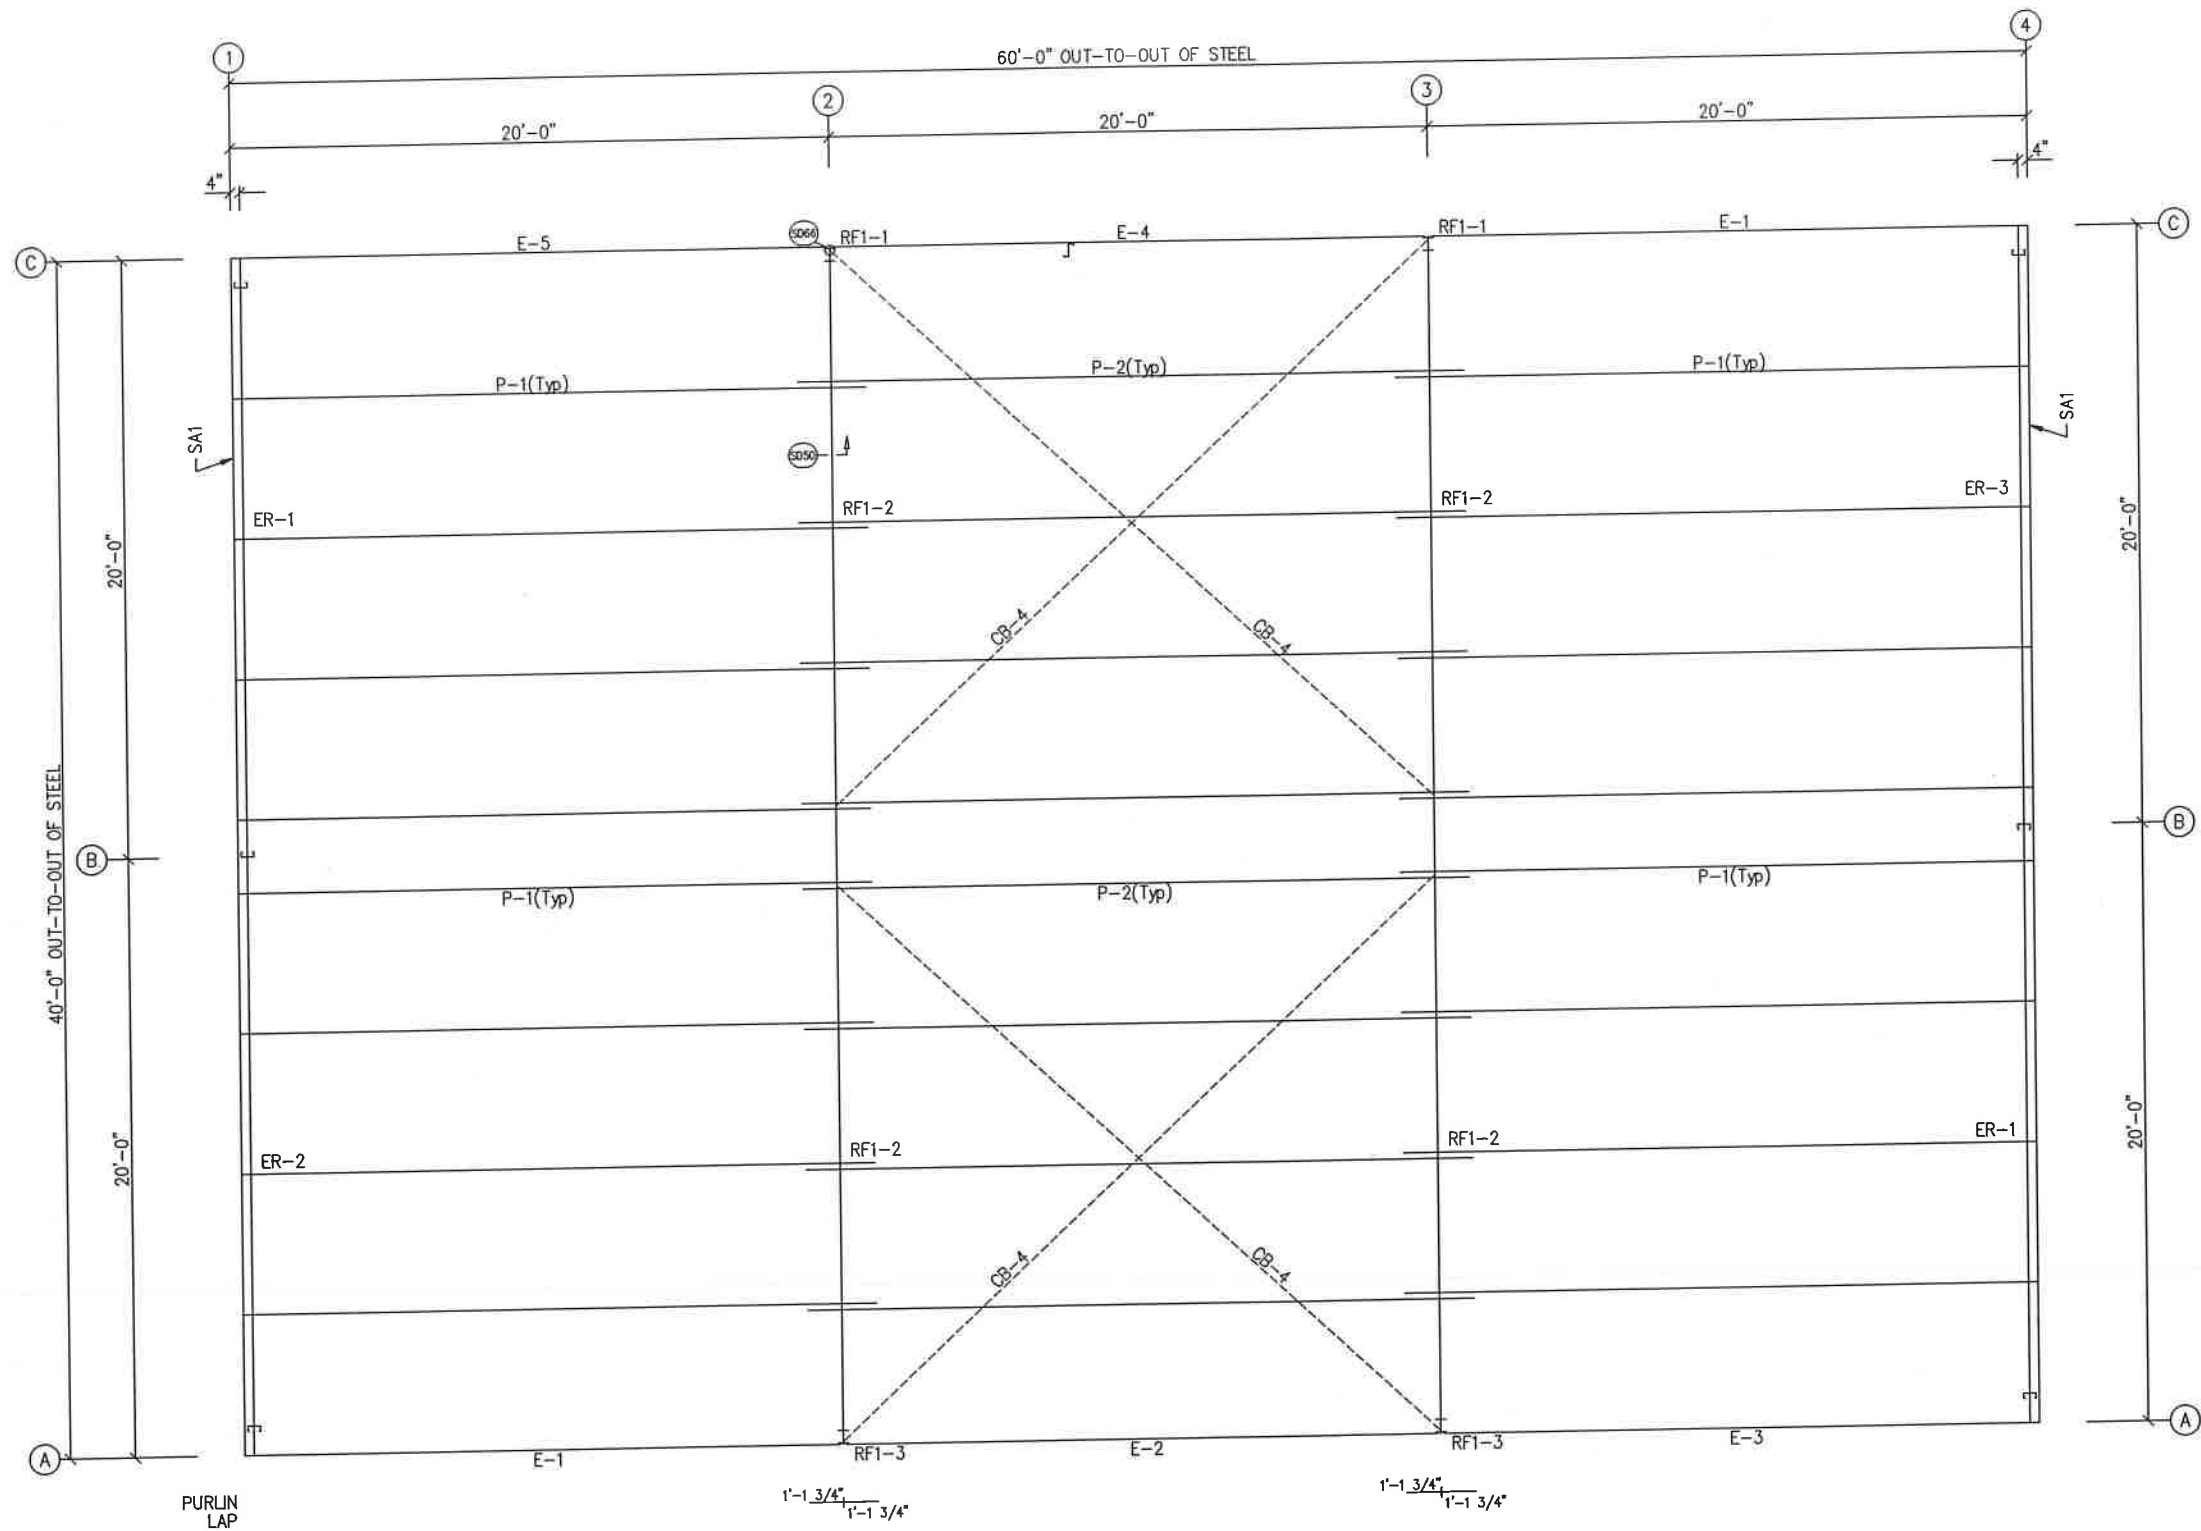 1
4
60'-0" OUT-TO-OUT OF STEEL
2
3
20'-0"
20'-0"
20'-0"
4"
4"
C
C
E-5
SD66
RF1-1
E-4
RF1-1
E-1
P-1(Typ)
P-2(Typ)
P-1(Typ)
SA1
SA1
SD50
ER-1
RF1-2
RF1-2
ER-3
20'-0"
20'-0"
CB-4
CB-4
40'-0" OUT-TO-OUT OF STEEL
B
B
P-1(Typ)
P-2(Typ)
P-1(Typ)
20'-0"
20'-0"
ER-2
RF1-2
RF1-2
ER-1
CB-4
CB-4
A
A
E-1
RF1-3
E-2
RF1-3
E-3
PURLIN
LAP
1'-1 3/4"
1'-1 3/4"
1'-1 3/4"
1'-1 3/4"